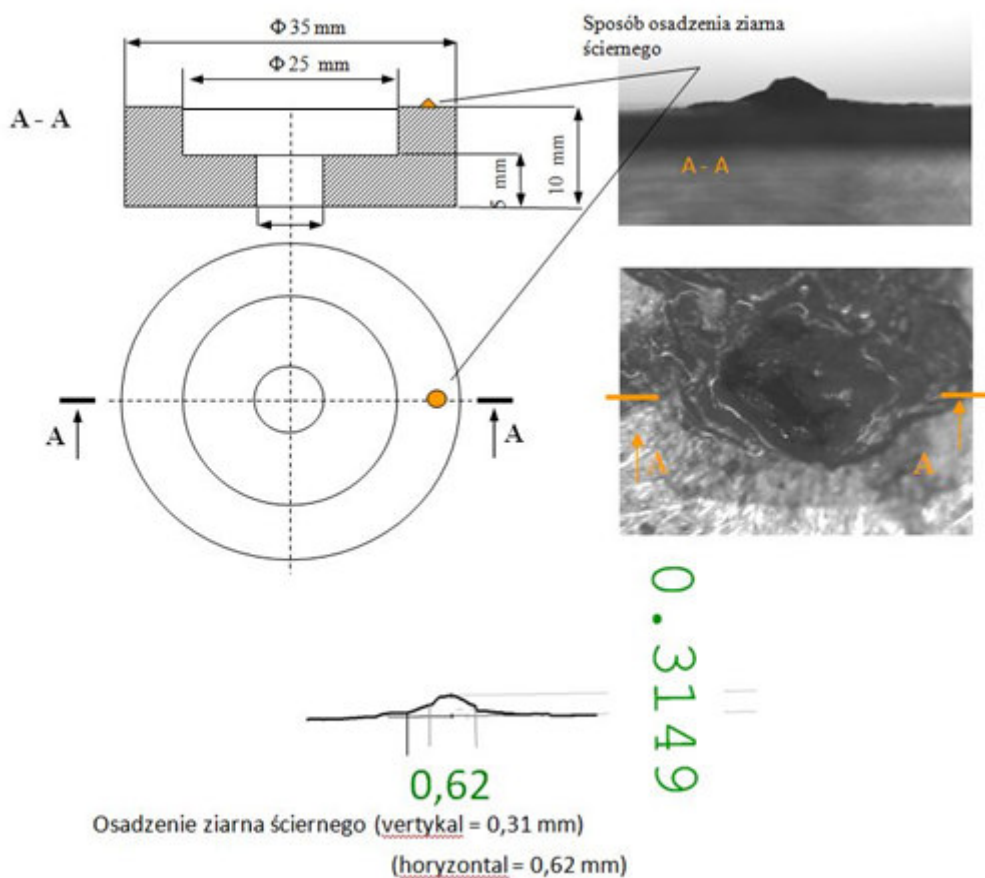 Φ 35 mm
Φ 25 mm
Sposób osadzenia ziarna
ściernego
A - A
5 mm
10 mm
A - A
A
A
A
A
0.3149
0,62
Osadzenie ziarna ściernego (vertykal = 0,31 mm)
(horyzontal = 0,62 mm)